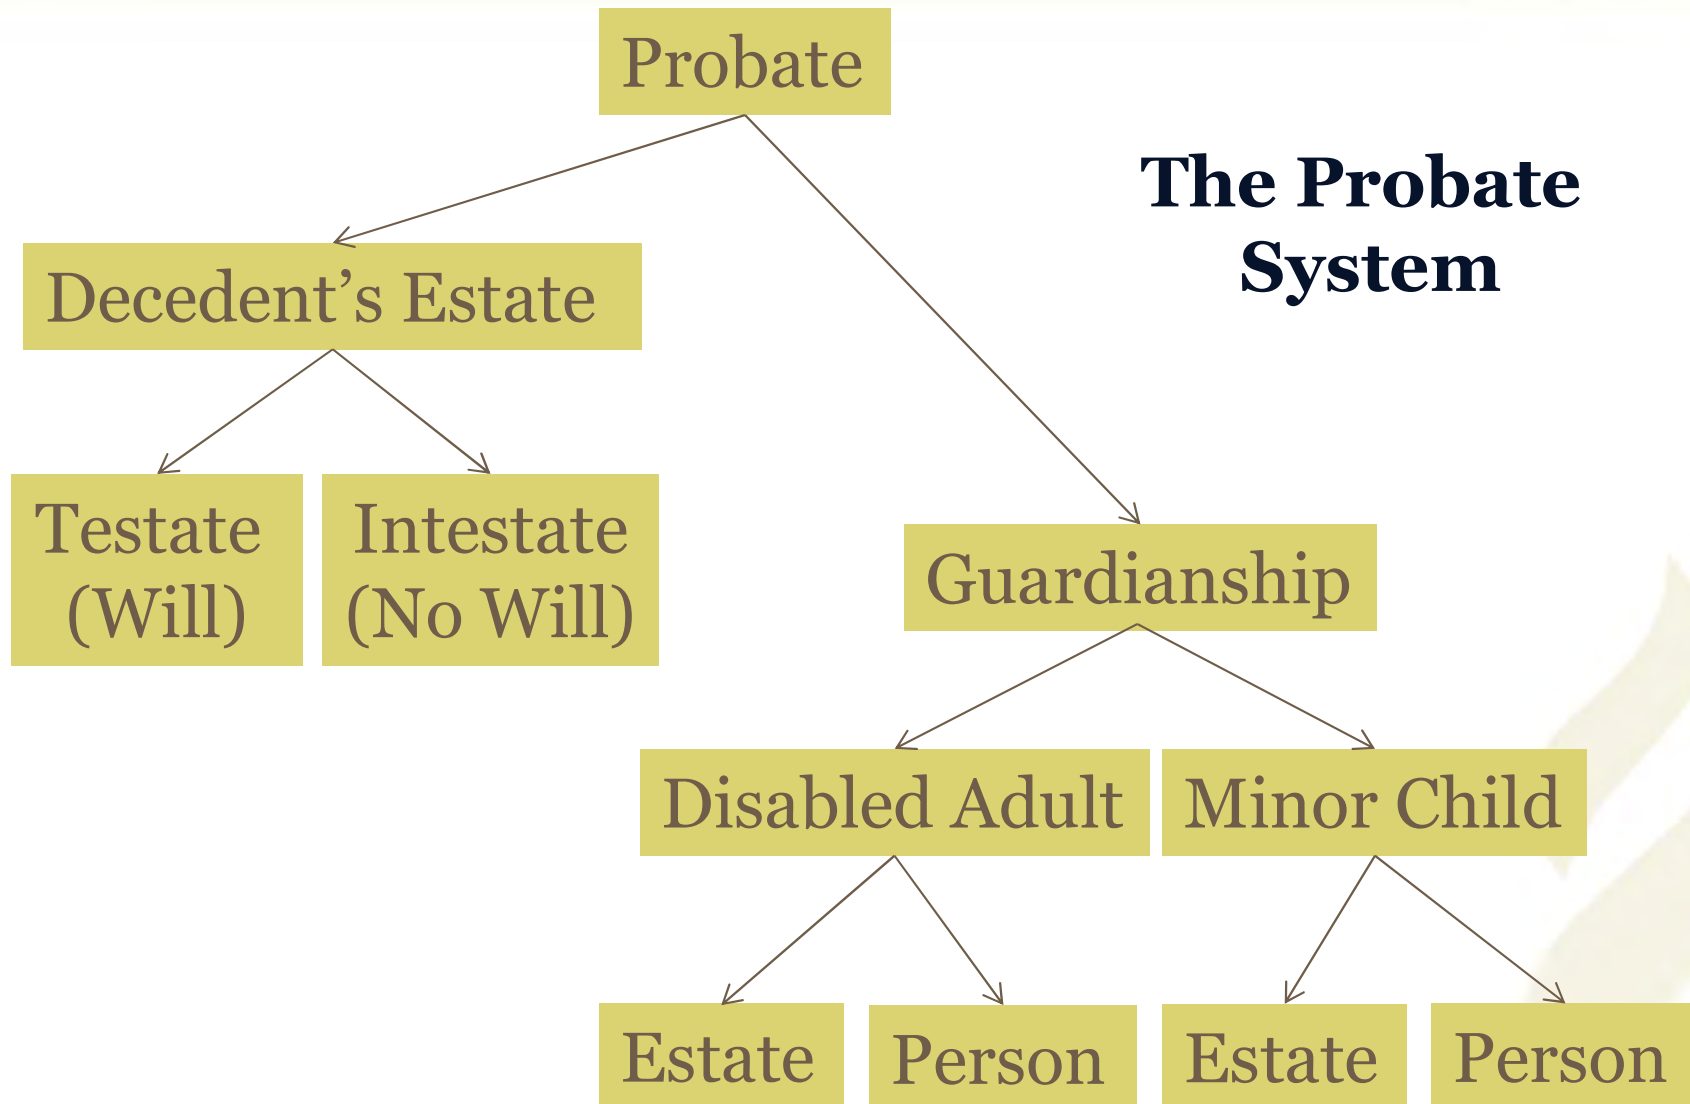 Probate
The Probate
System
Decedent’s Estate
Testate
(Will)
Intestate
(No Will)
Guardianship
Disabled Adult
Minor Child
Estate
Person
Estate
Person